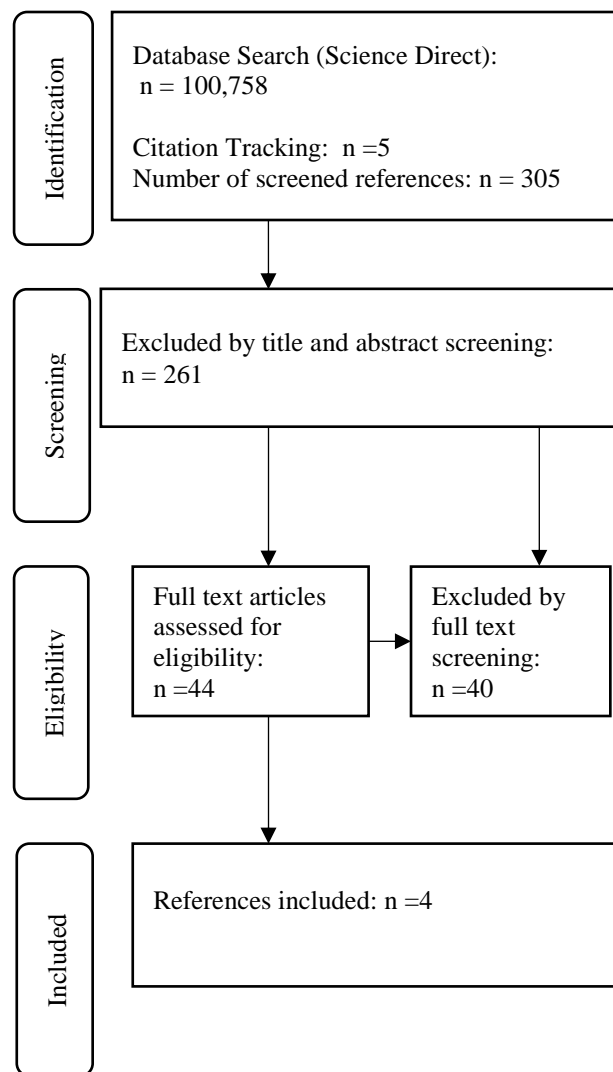 Identification
Database Search (Science Direct):
n = 100,758
Citation Tracking: n =5
Number of screened references: n = 305
Screening
Excluded by title and abstract screening:
n = 261
Eligibility
Full text articles
assessed for
eligibility:
n =44
Excluded by
full text
screening:
n =40
Included
References included: n =4